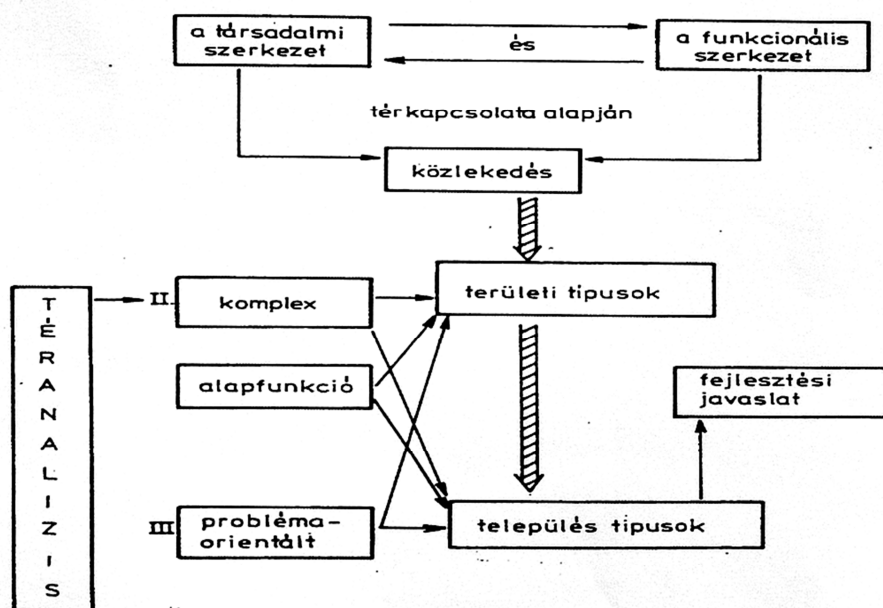 a társadalmi
szerkezet
és
a funkcionális
szerkezet
térkapcsolata alapján
közlekedés
TÉRANALÍZIS
II.
komplex
területi típusok
alapfunkció
fejlesztési
javaslat
III
probléma-
orientált
település típusok